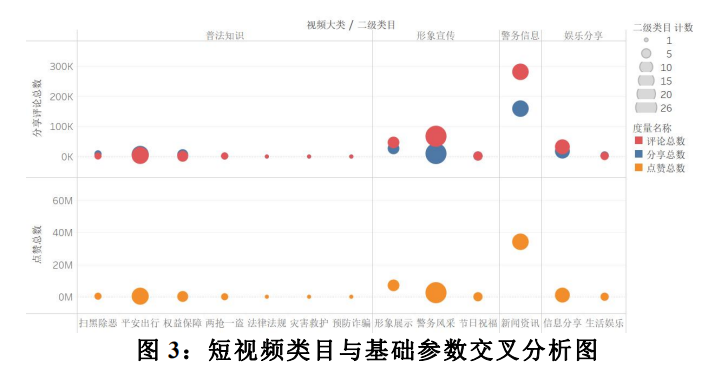 视频大类 / 二级类目
普法知识 形象宣传 警务信息 娱乐分享
二级类目 计数
1
5
10
15
20
26
度量名称
评论总数
分享总数
点赞总数
分享评论总数
300K
200K
100K
0K
点赞总数
60M
40M
20M
0M
扫黑除恶 平安出行 权益保障 两抢一盗 法律法规 灾害救护 预防诈骗 形象展示 警务风采 节日祝福 新闻资讯 信息分享 生活娱乐
图 3：短视频类目与基础参数交叉分析图